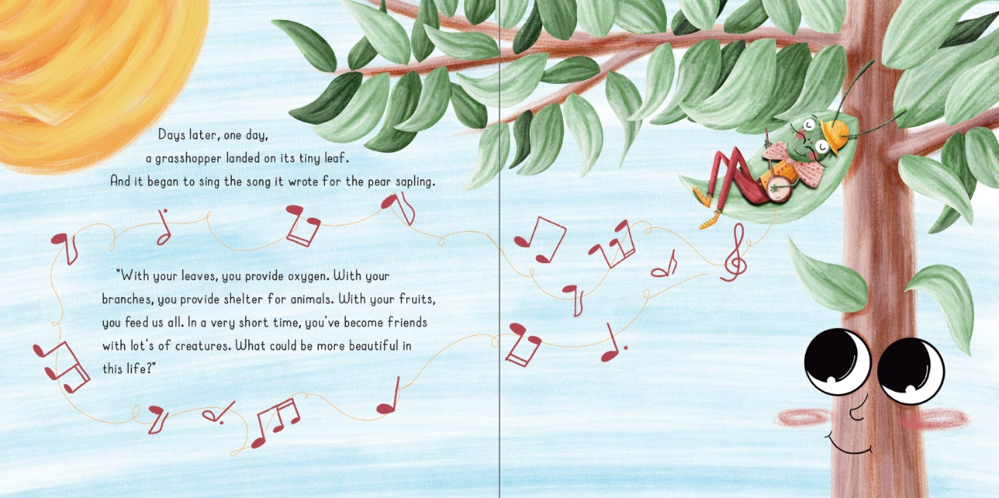 Days later, one day,
a grasshopper landed on its tiny leaf.
And it began to sing the song it wrote for the pear sapling.
"With your leaves, you provide oxygen. With your
branches, you provide shelter for animals. With your fruits,
you feed us all. In a very short time, you've become friends
with lot's of creatures. What could be more beautiful in
this life?"